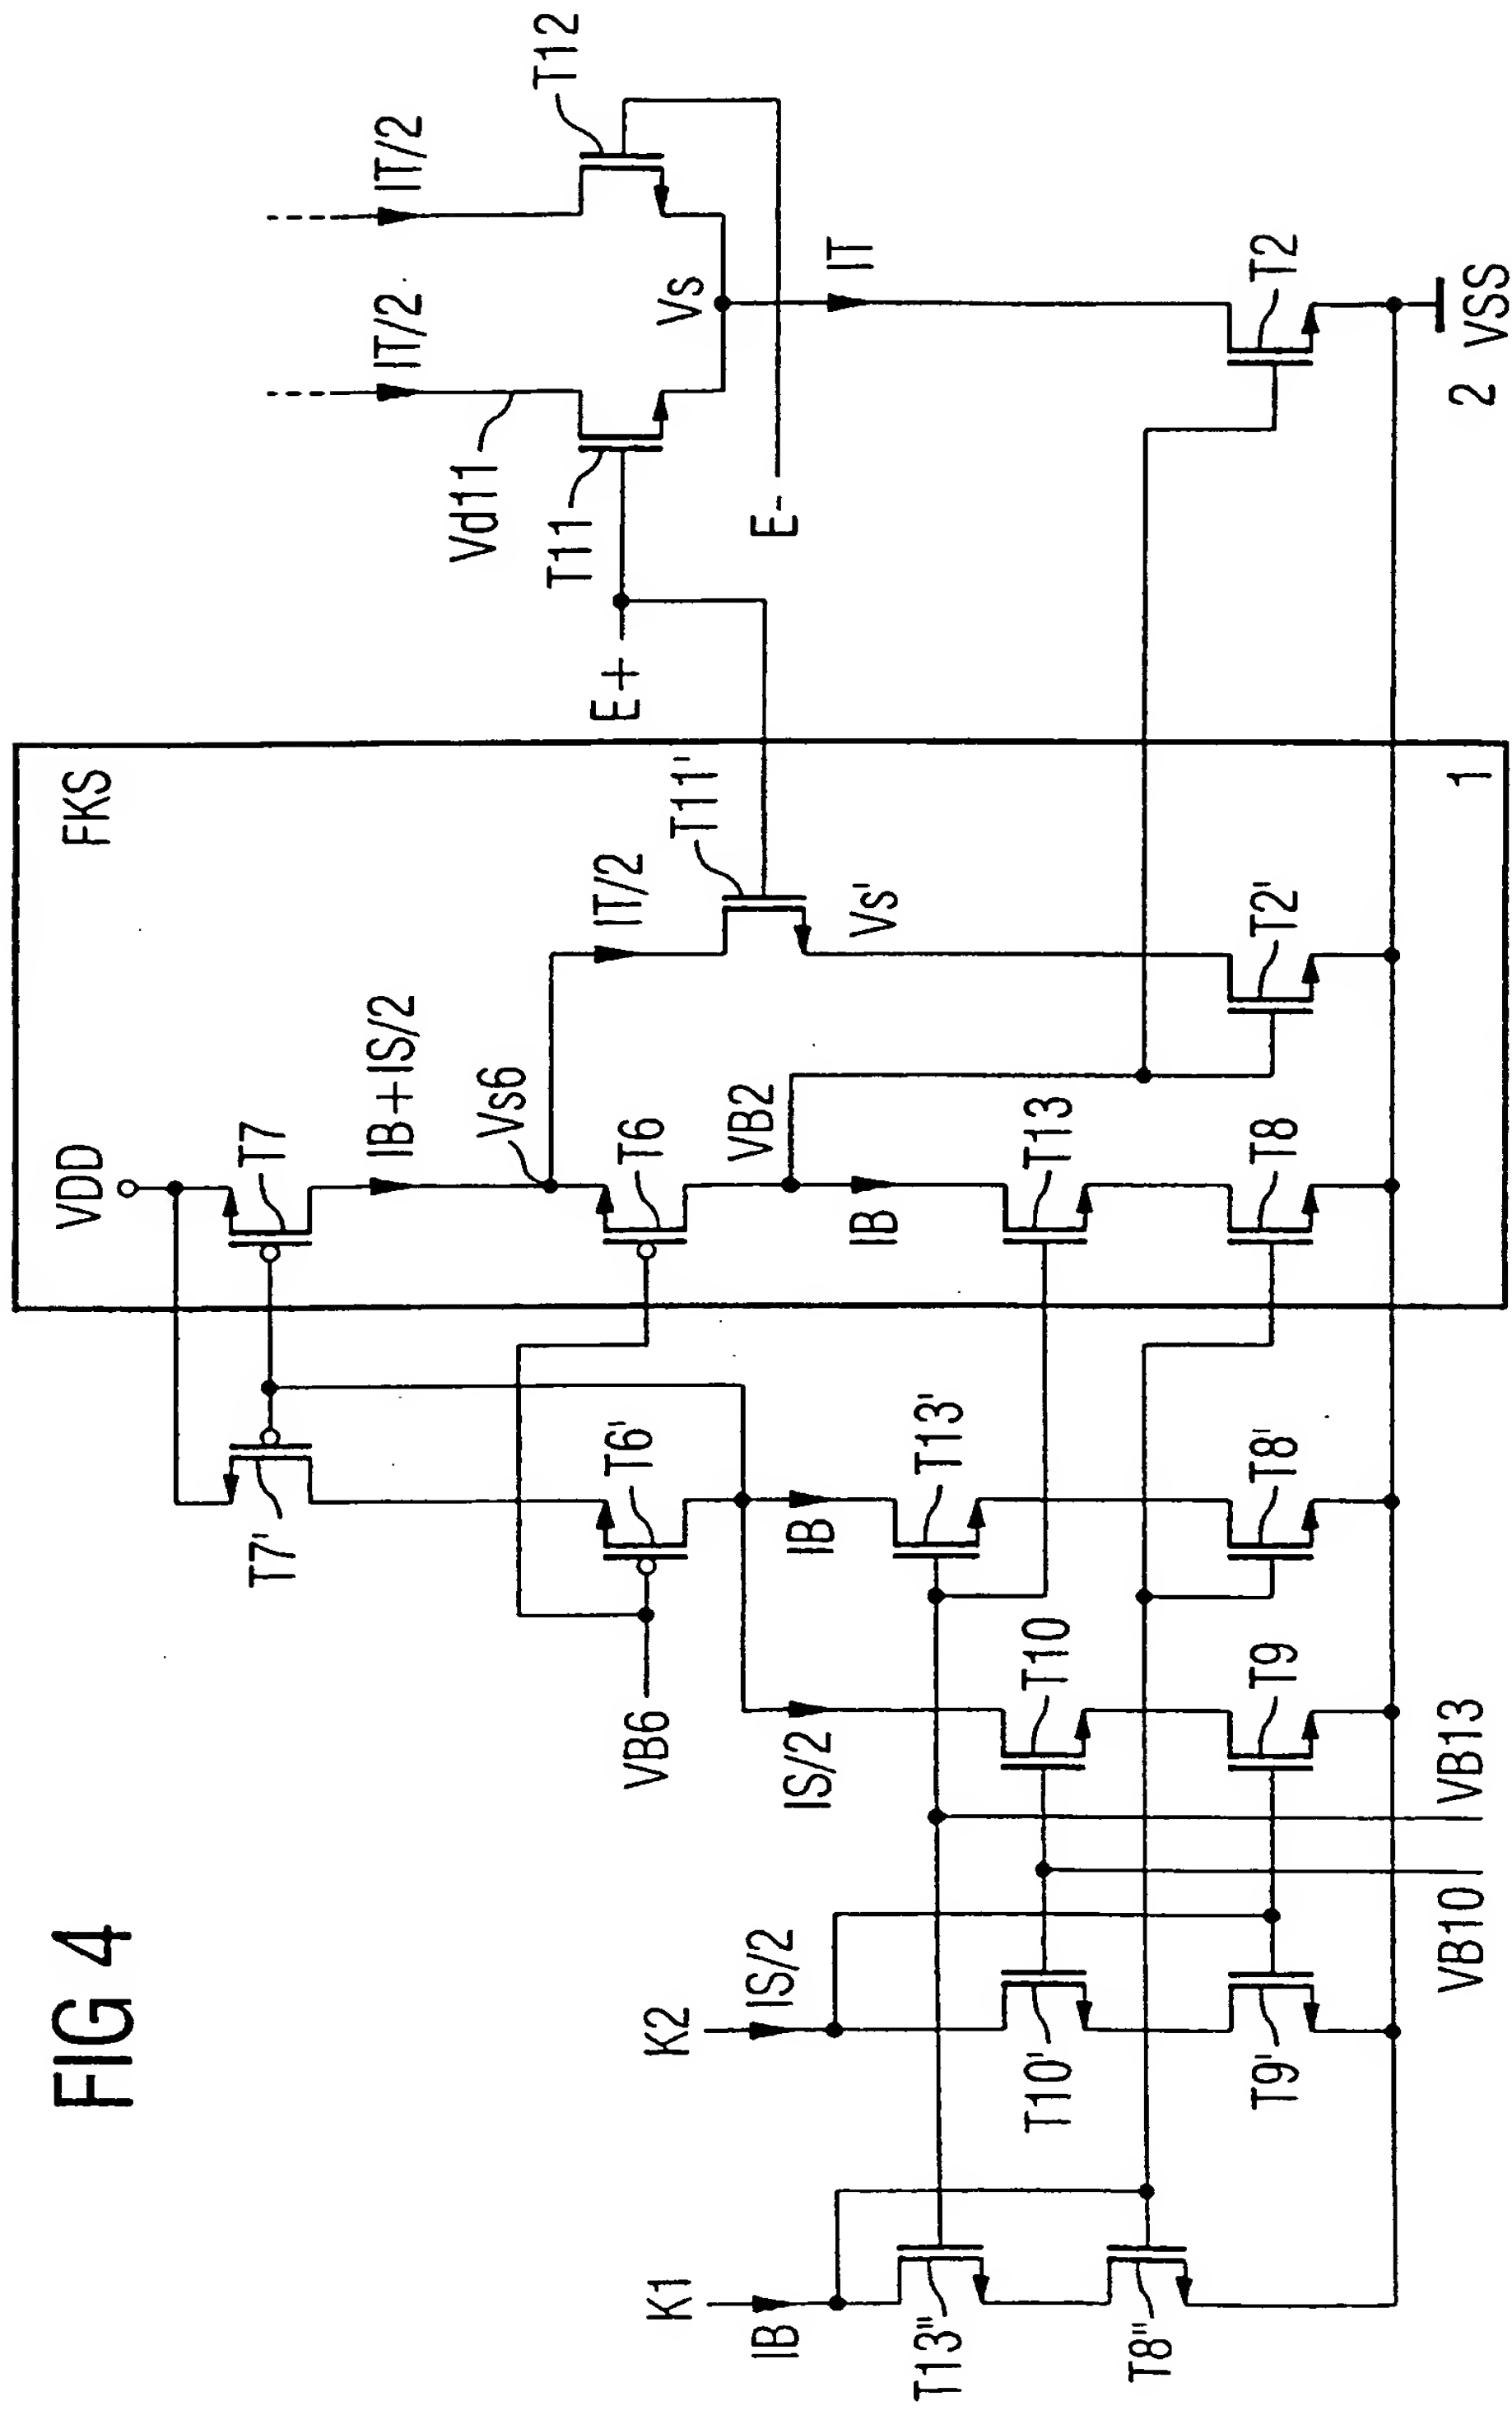 FIG 4
VDD
FKS
T7'
T7
IB+IS/2
Vs6
IT/2
IT/2
Vd11
T12
T11
E+
E-
Vs
IT
VB6
T6'
T6
IT/2
T11'
VB2
Vs'
K1
IB
K2
IS/2
IS/2
IB
IB
T13''
T10'
T10
T13'
T13
T8''
T9'
T9
T8'
T8
T2'
T2
VB10
VB13
1
2
VSS